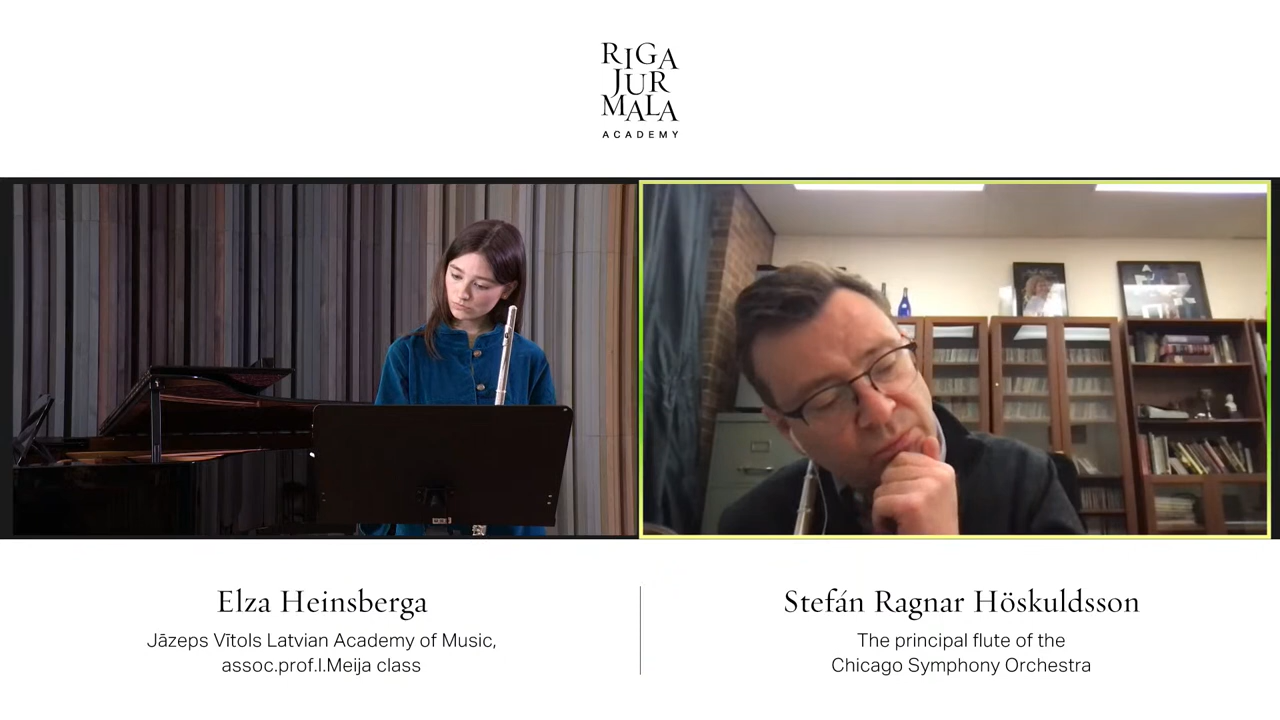 RIGA
JUR
MALA
ACADEMY
Elza Heinsberga
Jāzeps Vītols Latvian Academy of Music,
assoc.prof.I.Meija class
Stefán Ragnar Höskuldsson
The principal flute of the
Chicago Symphony Orchestra